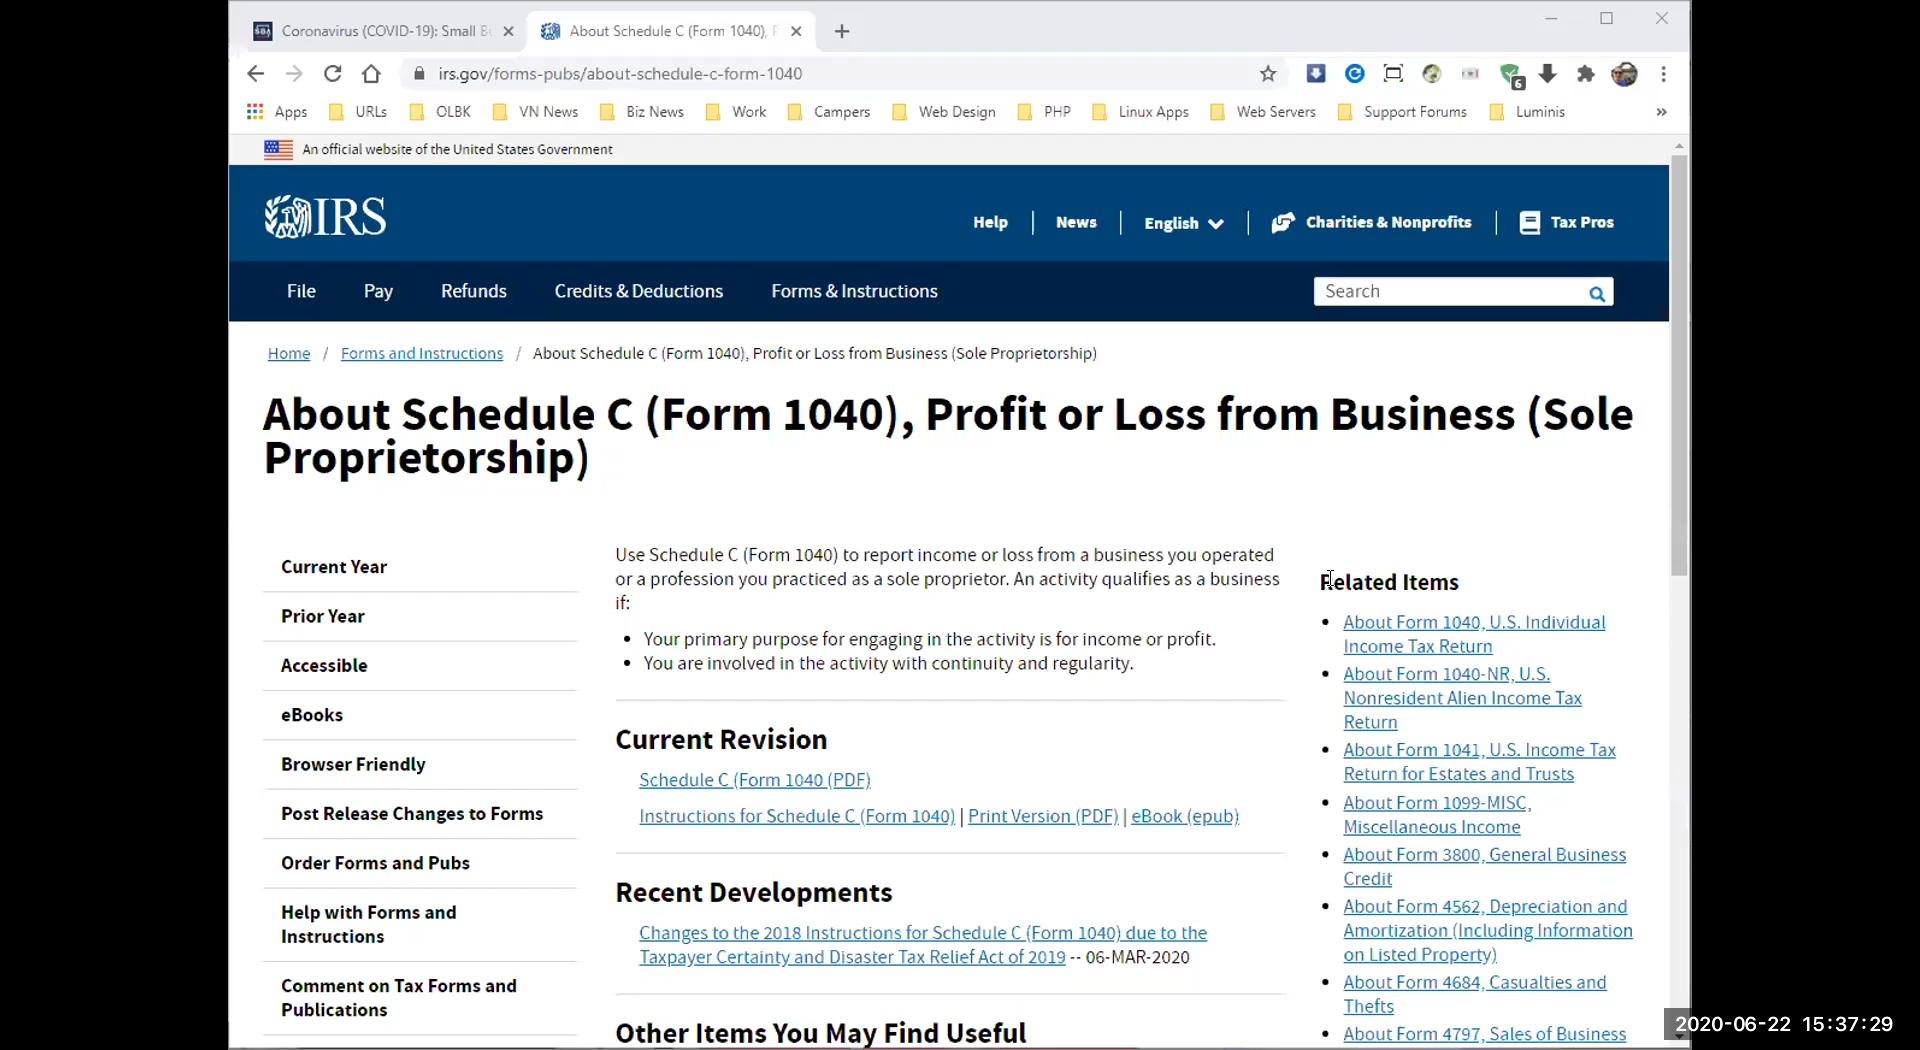 Coronavirus (COVID-19): Small B
About Schedule C (Form 1040),
irs.gov/forms-pubs/about-schedule-c-form-1040
6
Apps URLs OLBK VN News Biz News Work Campers Web Design PHP Linux Apps Web Servers Support Forums Luminis »
An official website of the United States Government
IRS
Help News English Charities & Nonprofits Tax Pros
File Pay Refunds Credits & Deductions Forms & Instructions Search
Home / Forms and Instructions / About Schedule C (Form 1040), Profit or Loss from Business (Sole Proprietorship)
About Schedule C (Form 1040), Profit or Loss from Business (Sole
Proprietorship)
Current Year
Prior Year
Accessible
eBooks
Browser Friendly
Post Release Changes to Forms
Order Forms and Pubs
Help with Forms and
Instructions
Comment on Tax Forms and
Publications
Use Schedule C (Form 1040) to report income or loss from a business you operated
or a profession you practiced as a sole proprietor. An activity qualifies as a business
if:
• Your primary purpose for engaging in the activity is for income or profit.
• You are involved in the activity with continuity and regularity.
Current Revision
Schedule C (Form 1040 (PDF)
Instructions for Schedule C (Form 1040) | Print Version (PDF) | eBook (epub)
Recent Developments
Changes to the 2018 Instructions for Schedule C (Form 1040) due to the
Taxpayer Certainty and Disaster Tax Relief Act of 2019 -- 06-MAR-2020
Other Items You May Find Useful
Related Items
• About Form 1040, U.S. Individual
Income Tax Return
• About Form 1040-NR, U.S.
Nonresident Alien Income Tax
Return
• About Form 1041, U.S. Income Tax
Return for Estates and Trusts
• About Form 1099-MISC,
Miscellaneous Income
• About Form 3800, General Business
Credit
• About Form 4562, Depreciation and
Amortization (Including Information
on Listed Property)
• About Form 4684, Casualties and
Thefts
• About Form 4797, Sales of Business
2020-06-22 15:37:29